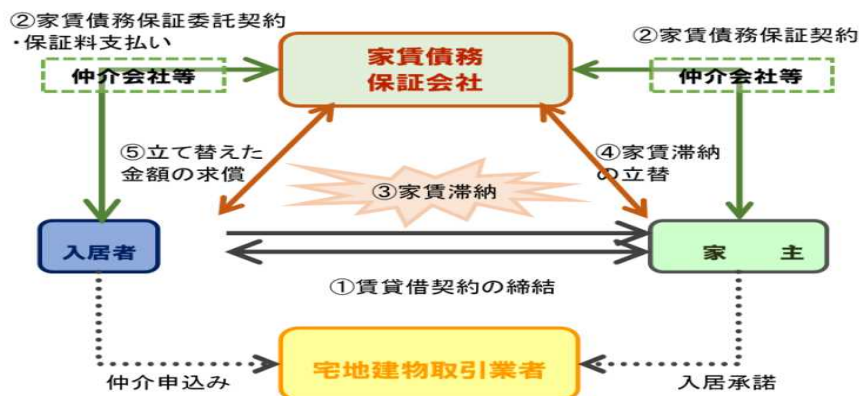 ②家賃債務保証委託契約
・保証料支払い
仲介会社等
家賃債務
保証会社
②家賃債務保証契約
仲介会社等
⑤立て替えた
金額の求償
③家賃滞納
④家賃滞納
の立替
入居者
家　　主
①賃貸借契約の締結
仲介申込み
宅地建物取引業者
入居承諾